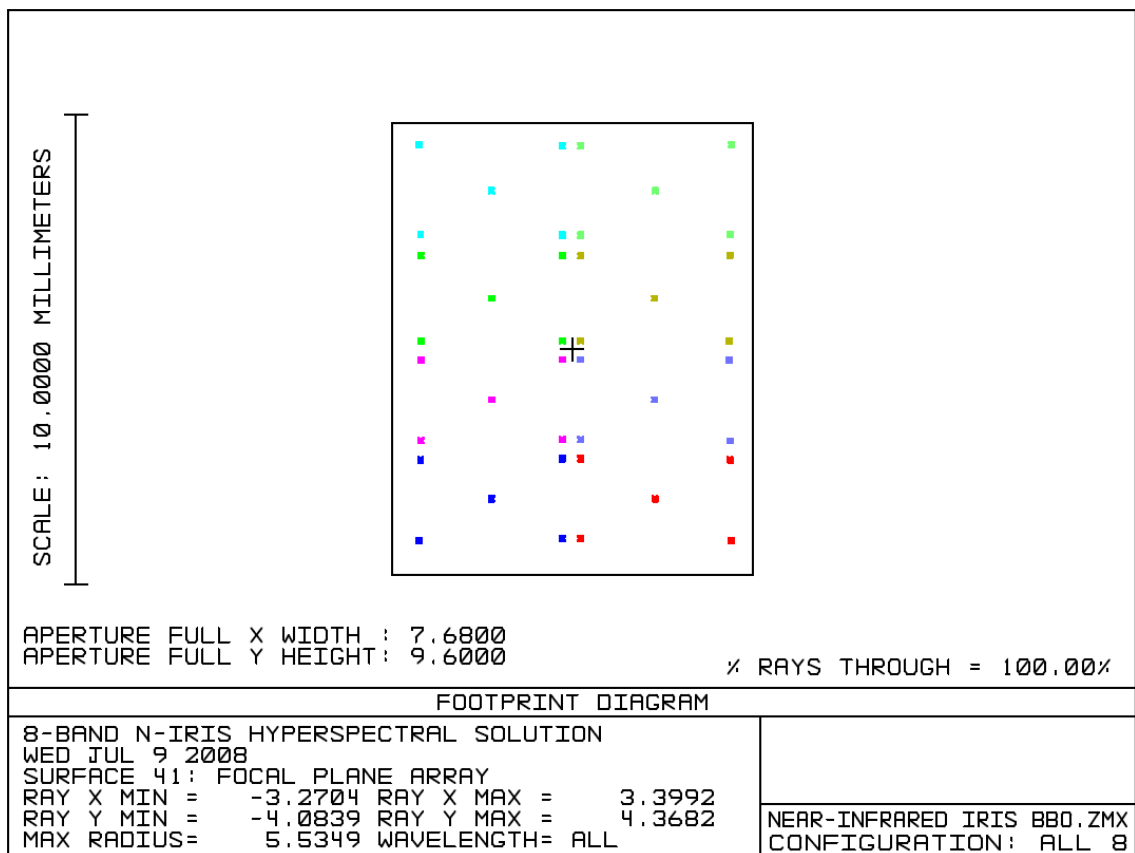 SCALE: 10.0000 MILLIMETERS
APERTURE FULL X WIDTH : 7.6800
APERTURE FULL Y HEIGHT: 9.6000
% RAYS THROUGH = 100.00%
FOOTPRINT DIAGRAM
8-BAND N-IRIS HYPERSPECTRAL SOLUTION
WED JUL 9 2008
SURFACE 41: FOCAL PLANE ARRAY
RAY X MIN = -3.2704 RAY X MAX = 3.3992
RAY Y MIN = -4.0839 RAY Y MAX = 4.3682
MAX RADIUS= 5.5349 WAVELENGTH= ALL
NEAR-INFRARED IRIS BBO.ZMX
CONFIGURATION: ALL 8